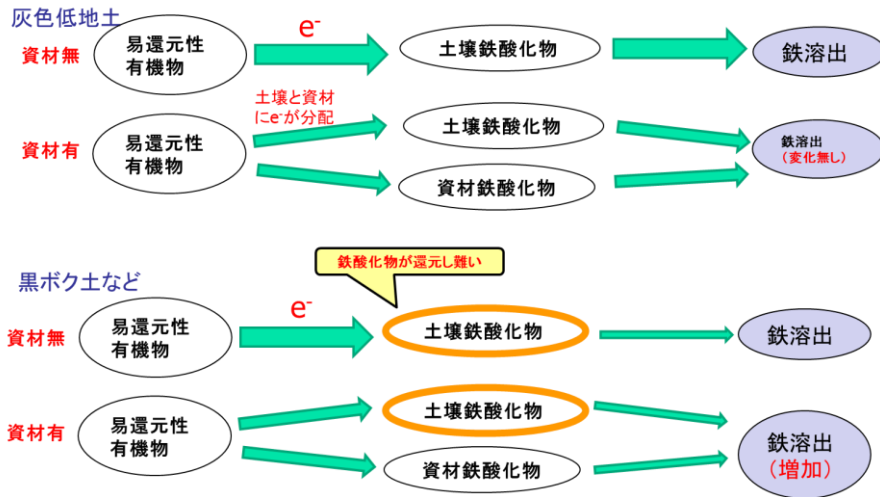 灰色低地土
資材無
易還元性
有機物
e⁻
土壌鉄酸化物
鉄溶出
資材有
易還元性
有機物
土壌と資材
にe⁻が分配
土壌鉄酸化物
資材鉄酸化物
鉄溶出
(変化無し)
黒ボク土など
鉄酸化物が還元し難い
資材無
易還元性
有機物
e⁻
土壌鉄酸化物
鉄溶出
資材有
易還元性
有機物
土壌鉄酸化物
資材鉄酸化物
鉄溶出
(増加)